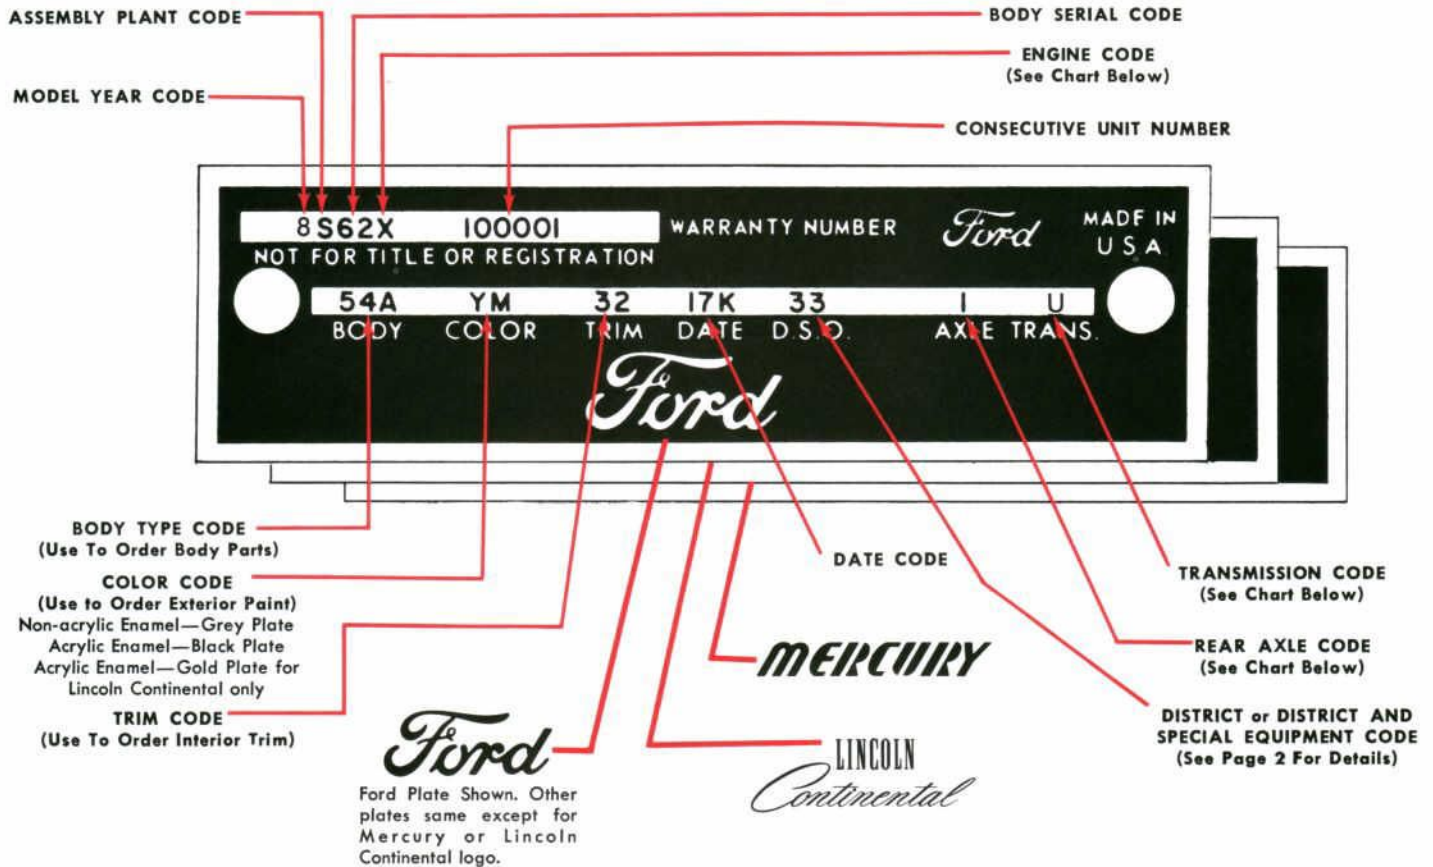 ASSEMBLY PLANT CODE
BODY SERIAL CODE
ENGINE CODE
(See Chart Below)
MODEL YEAR CODE
CONSECUTIVE UNIT NUMBER
8 S62X 100001 WARRANTY NUMBER Ford MADE IN
U S A
NOT FOR TITLE OR REGISTRATION
54A YM 32 17K 33 1 U
BODY COLOR TRIM DATE D.S.O. AXLE TRANS.
Ford
BODY TYPE CODE
(Use To Order Body Parts)
COLOR CODE
(Use to Order Exterior Paint)
Non-acrylic Enamel—Grey Plate
Acrylic Enamel—Black Plate
Acrylic Enamel—Gold Plate for
Lincoln Continental only
TRIM CODE
(Use To Order Interior Trim)
DATE CODE
TRANSMISSION CODE
(See Chart Below)
REAR AXLE CODE
(See Chart Below)
DISTRICT or DISTRICT AND
SPECIAL EQUIPMENT CODE
(See Page 2 For Details)
MERCURY
LINCOLN
Continental
Ford
Ford Plate Shown. Other
plates same except for
Mercury or Lincoln
Continental logo.